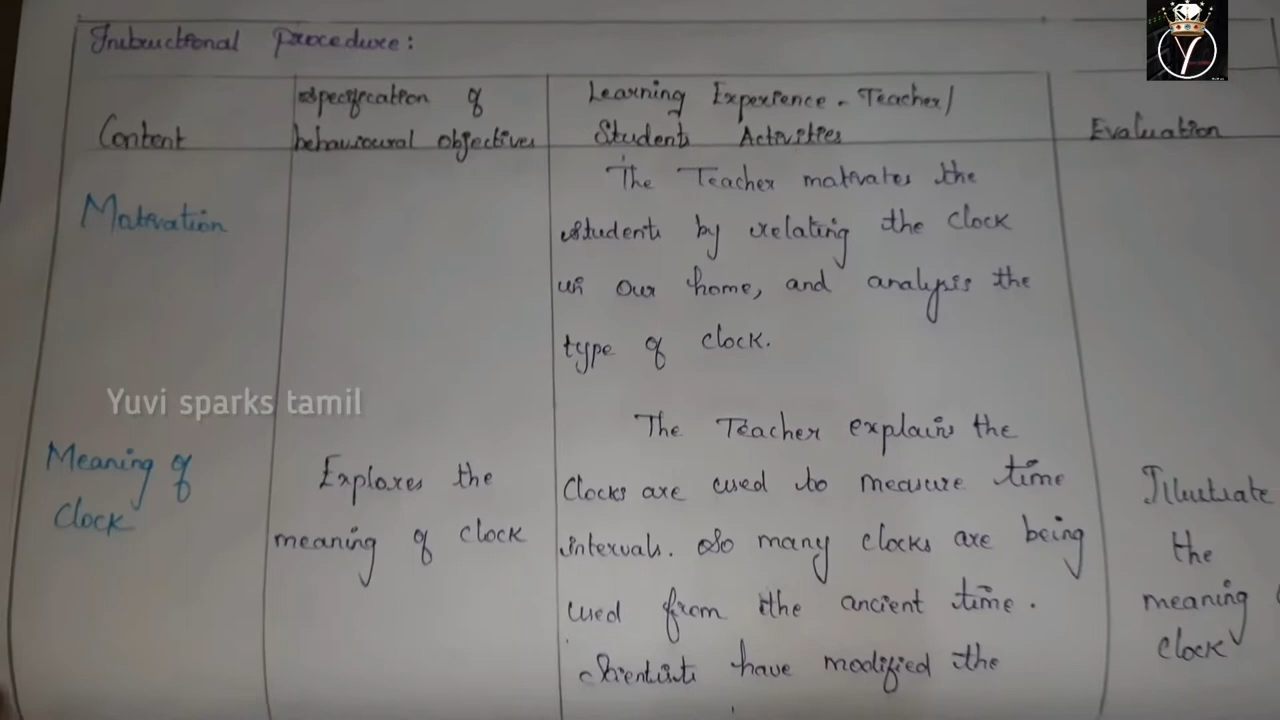 Instructional Procedure:
Content
Specification of
behavioural objectives
Learning Experience - Teacher/
Students Activities
Evaluation
Motivation
The Teacher motivates the
students by relating the clock
in our home, and analysis the
type of clock.
Yuvi sparks tamil
Meaning of
clock
Explores the
meaning of clock
The Teacher explains the
clocks are used to measure time
intervals. So many clocks are being
used from the ancient time.
Scientists have modified the
Illustrate
the
meaning
clock
Y